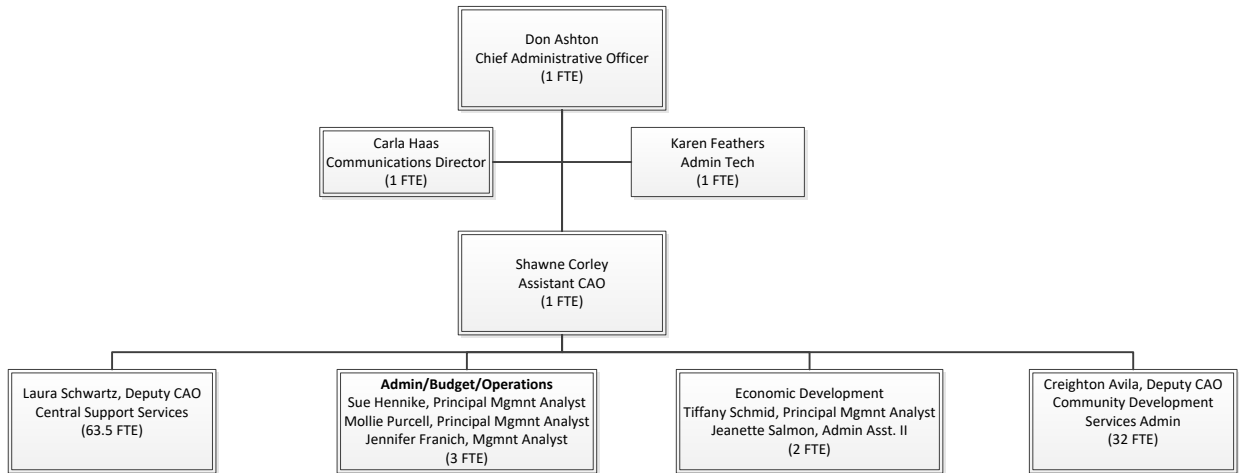 Don Ashton
Chief Administrative Officer
(1 FTE)
Carla Haas
Communications Director
(1 FTE)
Karen Feathers
Admin Tech
(1 FTE)
Shawne Corley
Assistant CAO
(1 FTE)
Laura Schwartz, Deputy CAO
Central Support Services
(63.5 FTE)
Admin/Budget/Operations
Sue Hennike, Principal Mgmnt Analyst
Mollie Purcell, Principal Mgmnt Analyst
Jennifer Franich, Mgmnt Analyst
(3 FTE)
Economic Development
Tiffany Schmid, Principal Mgmnt Analyst
Jeanette Salmon, Admin Asst. II
(2 FTE)
Creighton Avila, Deputy CAO
Community Development
Services Admin
(32 FTE)